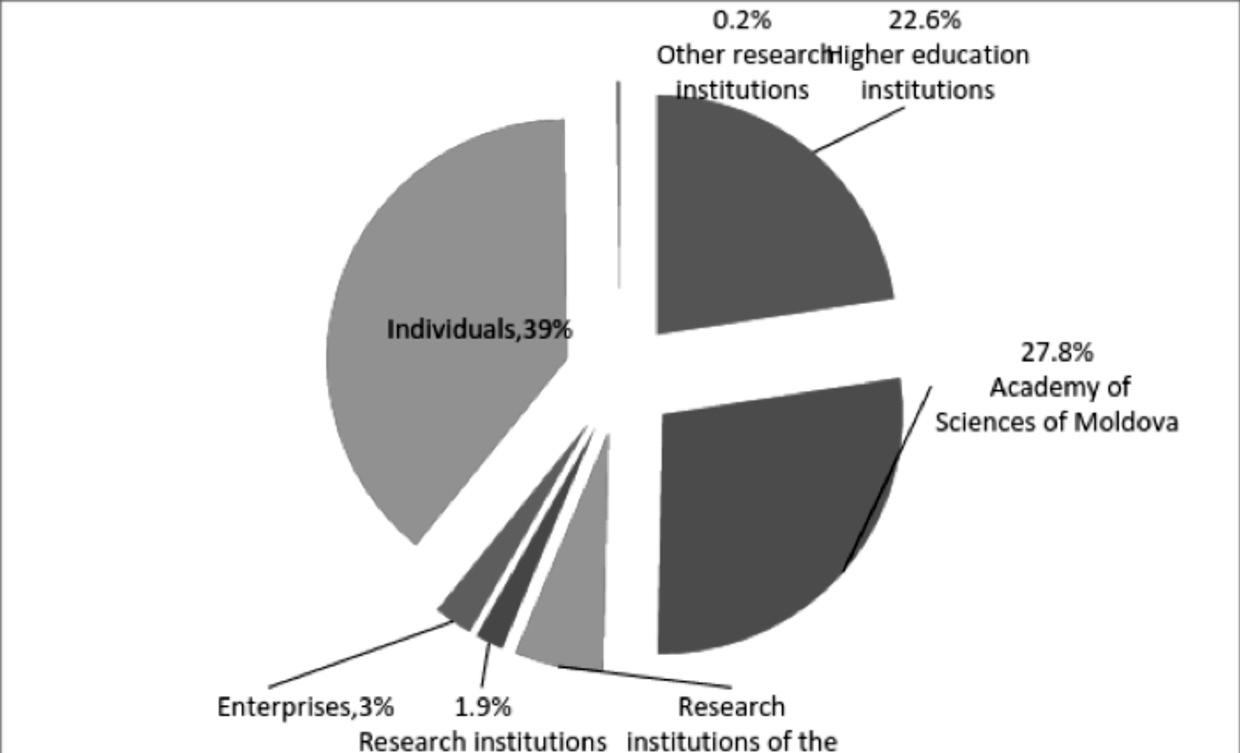 0.2%
Other research
institutions
22.6%
Higher education
institutions
Individuals,39%
27.8%
Academy of
Sciences of Moldova
Enterprises,3%
1.9%
Research institutions
Research
institutions of the